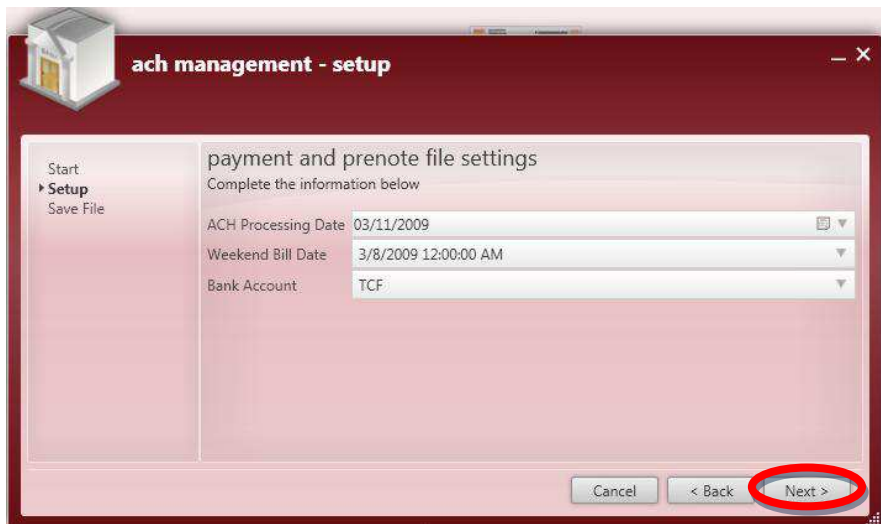 ach management - setup
Start
Setup
Save File
payment and prenote file settings
Complete the information below
ACH Processing Date 03/11/2009
Weekend Bill Date 3/8/2009 12:00:00 AM
Bank Account TCF
Cancel < Back Next >